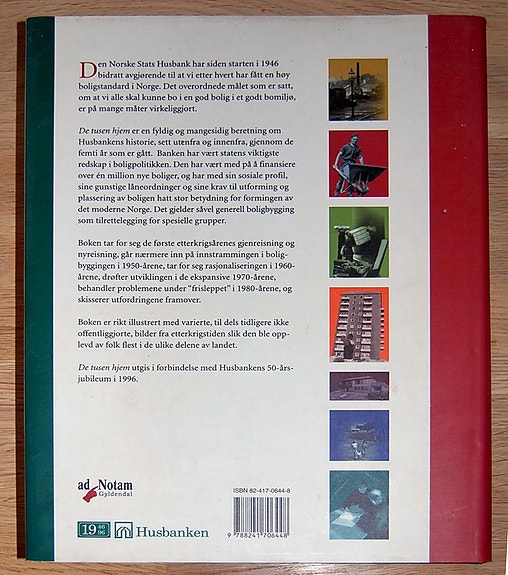 Den Norske Stats Husbank har siden starten i 1946
bidratt avgjørende til at vi etter hvert har fått en høy
boligstandard i Norge. Det overordnede målet som er satt,
om at vi alle skal kunne bo i en god bolig i et godt bomiljø,
er på mange måter virkeliggjort.
De tusen hjem er en fyldig og mangesidig beretning om
Husbankens historie, sett utenfra og innenfra, gjennom de
femti år som er gått. Banken har vært statens viktigste
redskap i boligpolitikken. Den har vært med på å finansiere
over én million nye boliger, og har med sin sosiale profil,
sine gunstige låneordninger og sine krav til utforming og
plassering av boligen hatt stor betydning for formingen av
det moderne Norge. Det gjelder såvel generell boligbygging
som tilrettelegging for spesielle grupper.
Boken tar for seg de første etterkrigsårenes gjenreisning og
nyreisning, går nærmere inn på innstramningen i bolig-
byggingen i 1950-årene, tar for seg rasjonaliseringen i 1960-
årene, drøfter utviklingen i de ekspansive 1970-årene,
behandler problemene under "frisleppet" i 1980-årene, og
skisserer utfordringene framover.
Boken er rikt illustrert med varierte, til dels tidligere ikke
offentliggjorte, bilder fra etterkrigstiden slik den ble opp-
levd av folk flest i de ulike delene av landet.
De tusen hjem utgis i forbindelse med Husbankens 50-års-
jubileum i 1996.
ad Notam
Gyldendal
1946 96
Husbanken
ISBN 82-417-0644-8
9 788241 706448